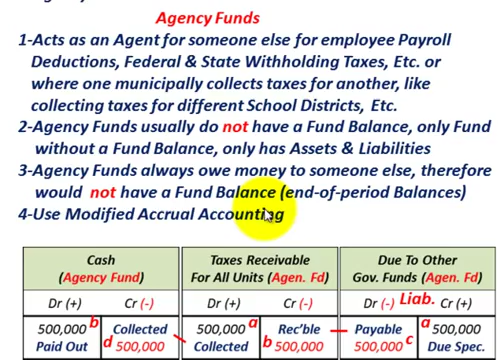 Agency Funds
1-Acts as an Agent for someone else for employee Payroll
Deductions, Federal & State Withholding Taxes, Etc. or
where one municipally collects taxes for another, like
collecting taxes for different School Districts, Etc.
2-Agency Funds usually do not have a Fund Balance, only Fund
without a Fund Balance, only has Assets & Liabilities
3-Agency Funds always owe money to someone else, therefore
would not have a Fund Balance (end-of-period Balances)
4-Use Modified Accrual Accounting
Cash Taxes Receivable Due To Other
(Agency Fund) For All Units (Agen. Fd) Gov. Funds (Agen. Fd)
Dr (+) Cr (-) Dr (+) Cr (-) Dr (-) Liab. Cr (+)
500,000 b Collected 500,000 a Rec'ble Payable a 500,000
Paid Out d 500,000 Collected b 500,000 500,000 c Due Spec.